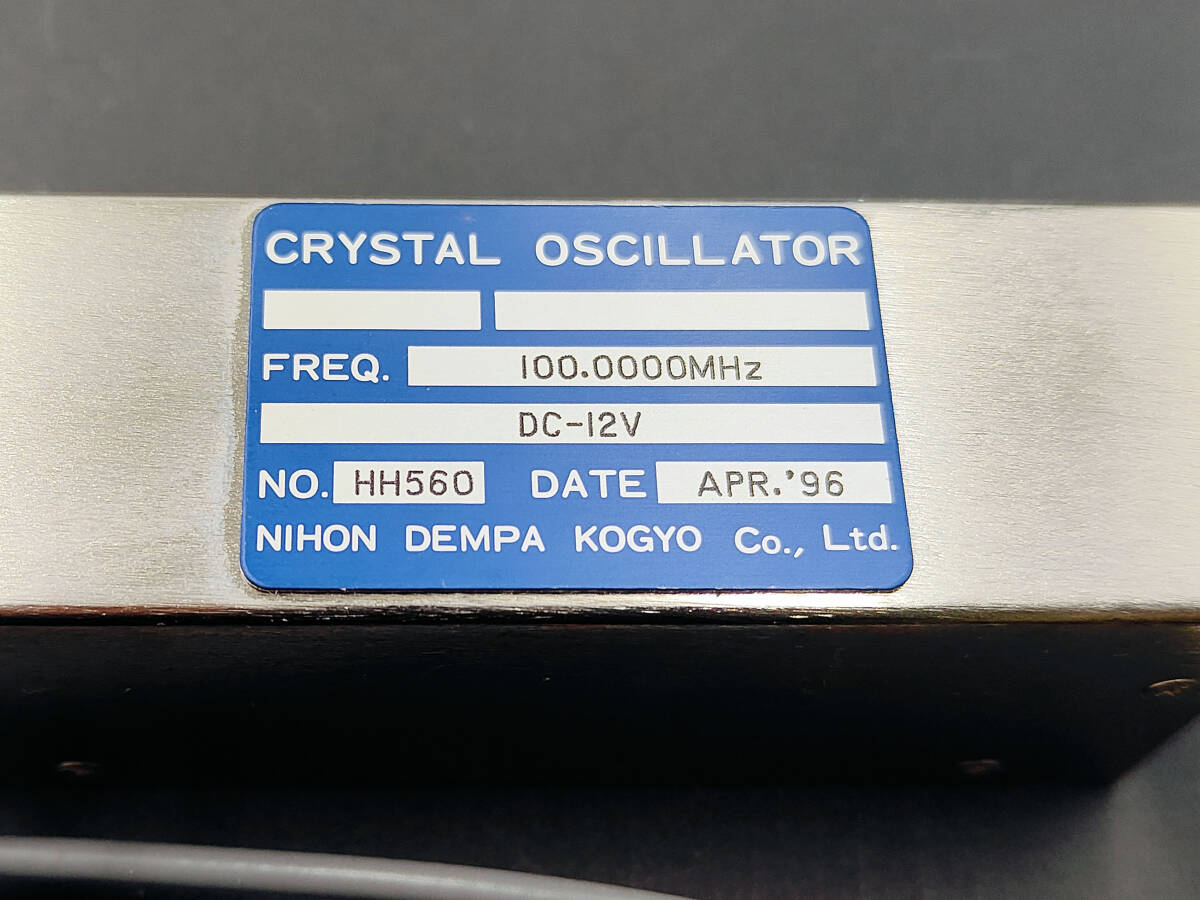 CRYSTAL OSCILLATOR
FREQ. 100.0000MHz
DC-12V
NO. HH560 DATE APR.'96
NIHON DEMPA KOGYO Co., Ltd.